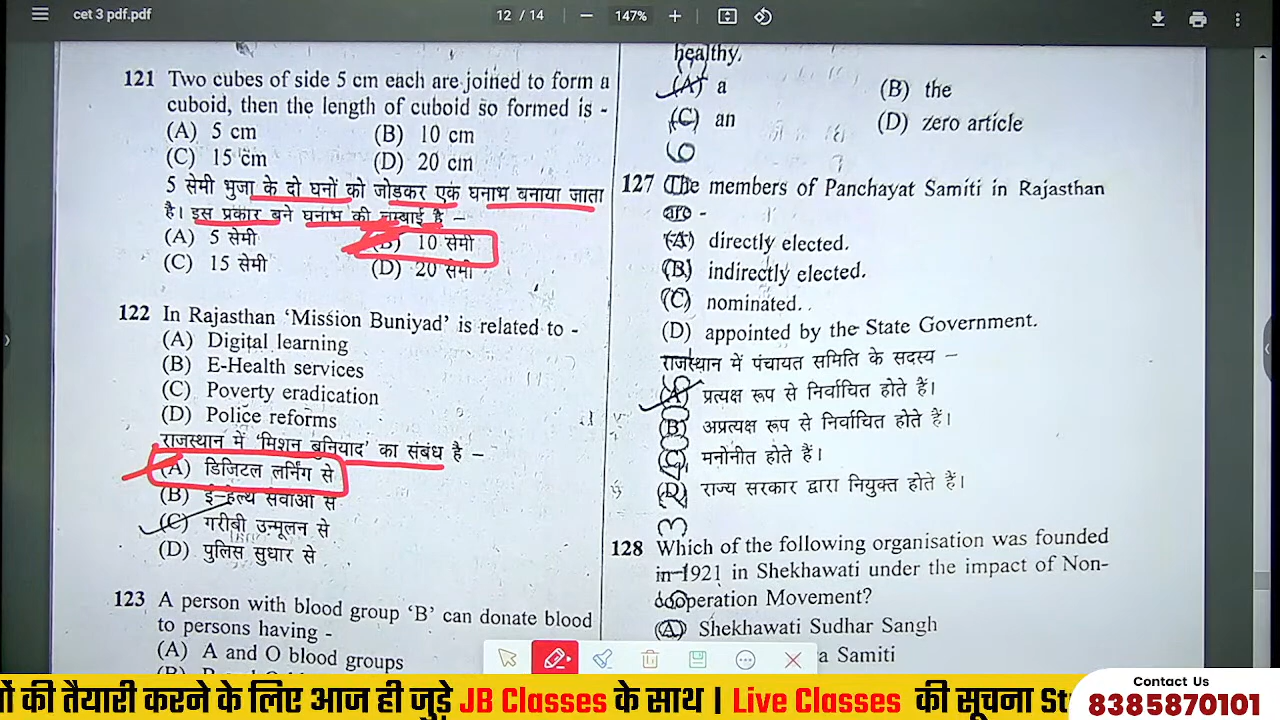 cet 3 pdf.pdf
12 / 14
147%
121 Two cubes of side 5 cm each are joined to form a
cuboid, then the length of cuboid so formed is -
(A) 5 cm (B) 10 cm
(C) 15 cm (D) 20 cm
5 सेमी भुजा के दो घनों को जोडकर एक घनाभ बनाया जाता
है। इस प्रकार बने घनाभ की लम्बाई है –
(A) 5 सेमी (B) 10 सेमी
(C) 15 सेमी (D) 20 सेमी
122 In Rajasthan ‘Mission Buniyad’ is related to -
(A) Digital learning
(B) E-Health services
(C) Poverty eradication
(D) Police reforms
राजस्थान में ‘मिशन बुनियाद’ का संबंध है –
(A) डिजिटल लर्निंग से
(B) ई-हेल्थ सेवाओं से
(C) गरीबी उन्मूलन से
(D) पुलिस सुधार से
123 A person with blood group ‘B’ can donate blood
to persons having -
(A) A and O blood groups
healthy.
(A) a (B) the
(C) an (D) zero article
127 The members of Panchayat Samiti in Rajasthan
are -
(A) directly elected.
(B) indirectly elected.
(C) nominated.
(D) appointed by the State Government.
राजस्थान में पंचायत समिति के सदस्य –
(A) प्रत्यक्ष रूप से निर्वाचित होते हैं।
(B) अप्रत्यक्ष रूप से निर्वाचित होते हैं।
(C) मनोनीत होते हैं।
(D) राज्य सरकार द्वारा नियुक्त होते हैं।
128 Which of the following organisation was founded
in 1921 in Shekhawati under the impact of Non-
cooperation Movement?
(A) Shekhawati Sudhar Sangh
a Samiti
की तैयारी करने के लिए आज ही जुड़े JB Classes के साथ | Live Classes की सूचना
Contact Us
8385870101